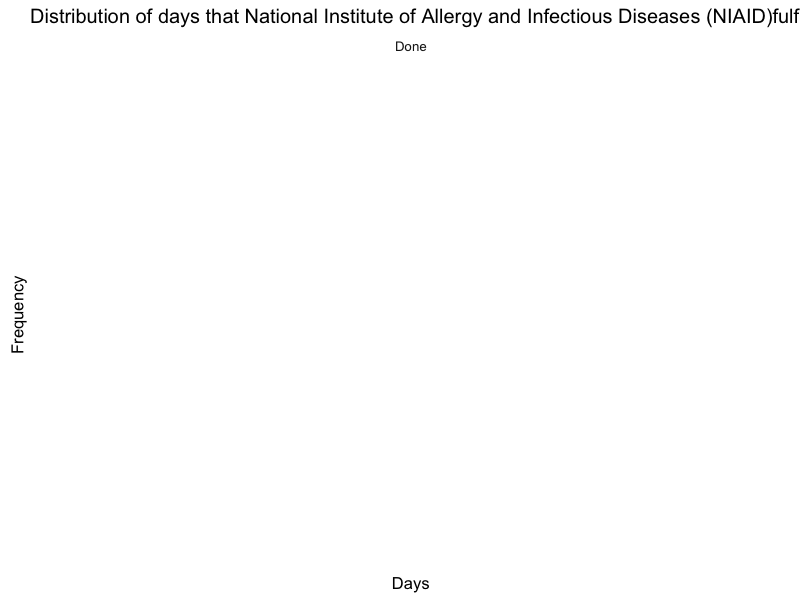 Distribution of days that National Institute of Allergy and Infectious Diseases (NIAID)fulf
Done
Frequency
Days